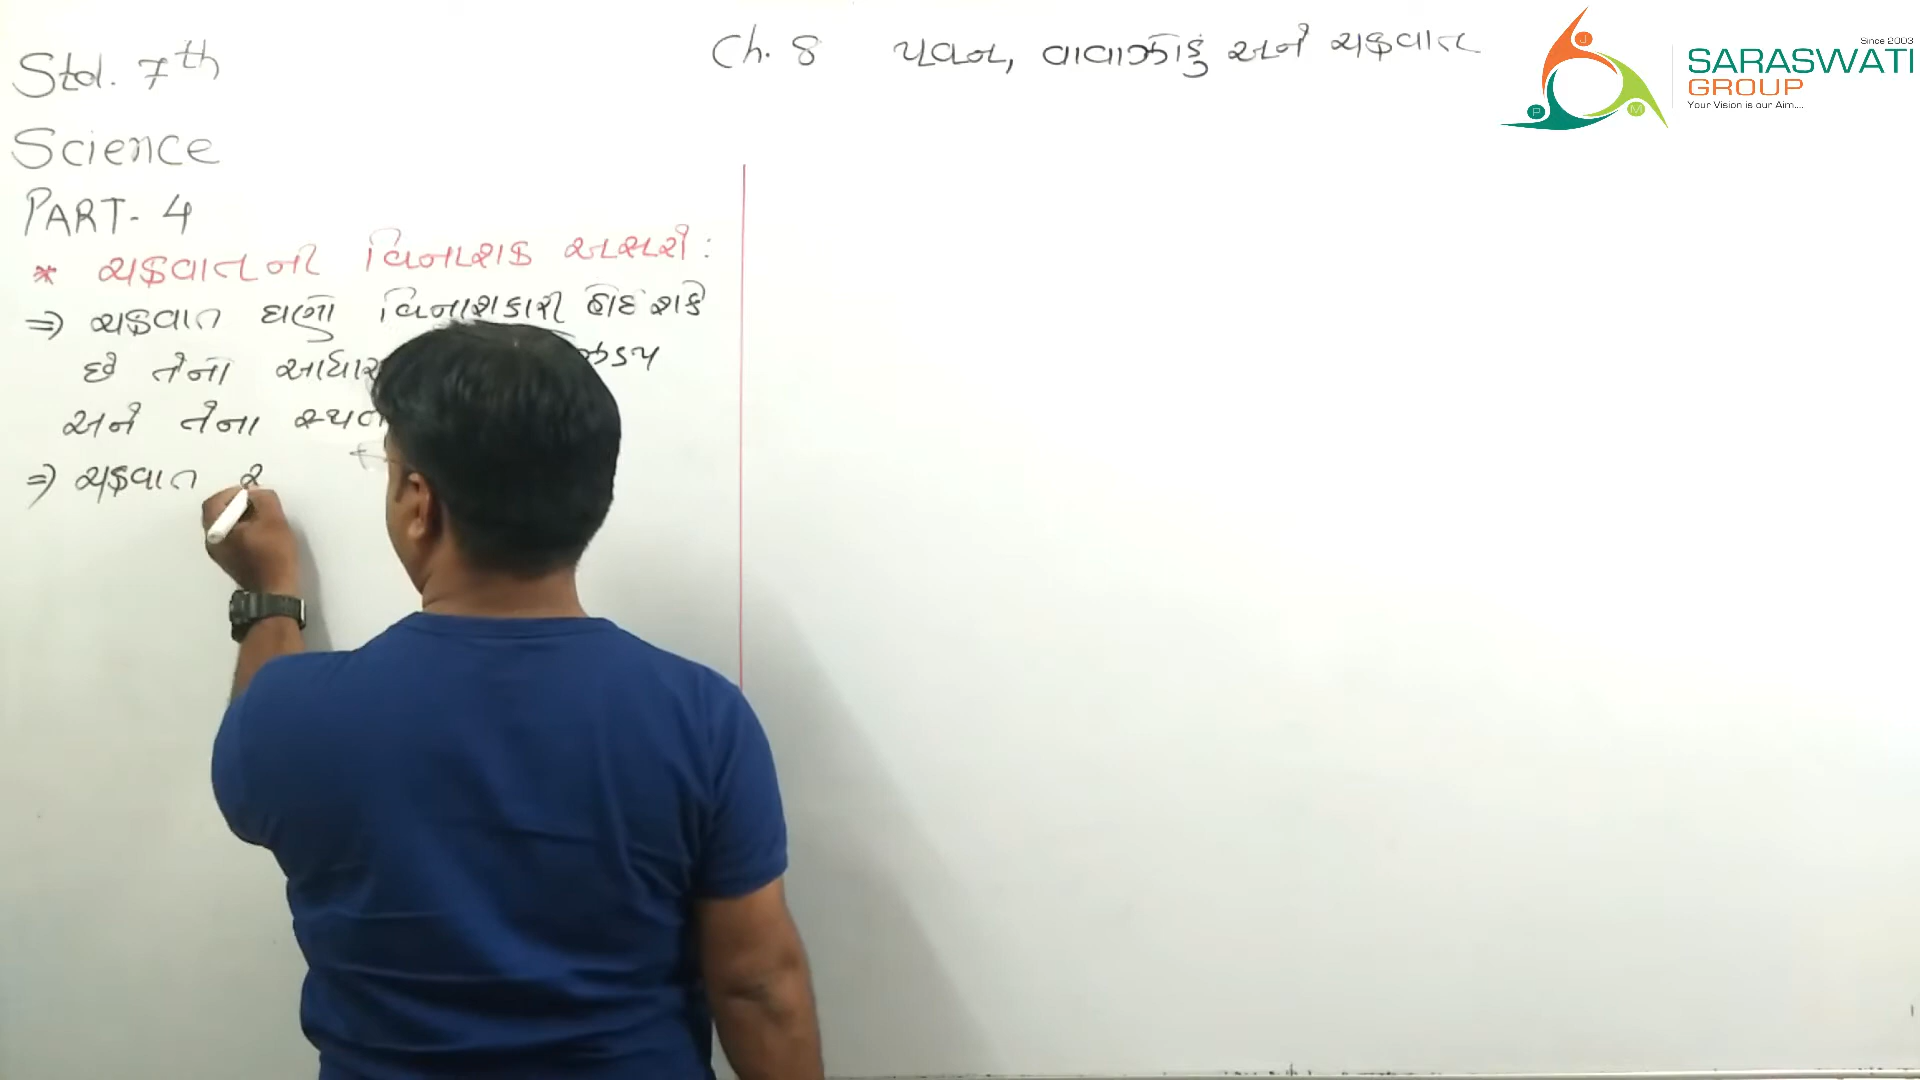 Std. 7th
Ch. 8 પવન, વાવાઝોડું અને ચક્રવાત
Since 2003
SARASWATI
GROUP
Your Vision is our Aim....
J
P
M
Science
PART- 4
* ચક્રવાતની વિનાશક અસરો :
⇒ ચક્રવાત ઘણો વિનાશકારી હોઈ શકે
છે તેનો
અને તેના
⇒ ચક્રવાત